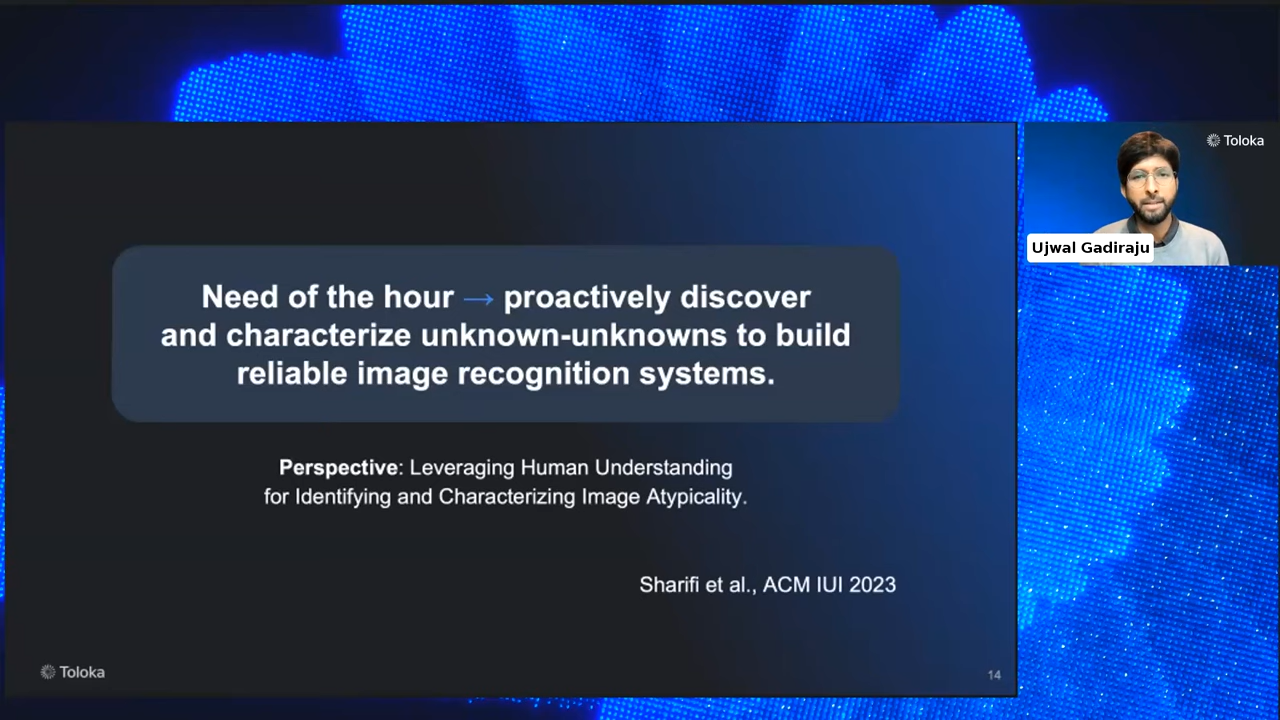 Need of the hour → proactively discover
and characterize unknown-unknowns to build
reliable image recognition systems.
Perspective: Leveraging Human Understanding
for Identifying and Characterizing Image Atypicality.
Sharifi et al., ACM IUI 2023
Toloka
14
Toloka
Ujwal Gadiraju